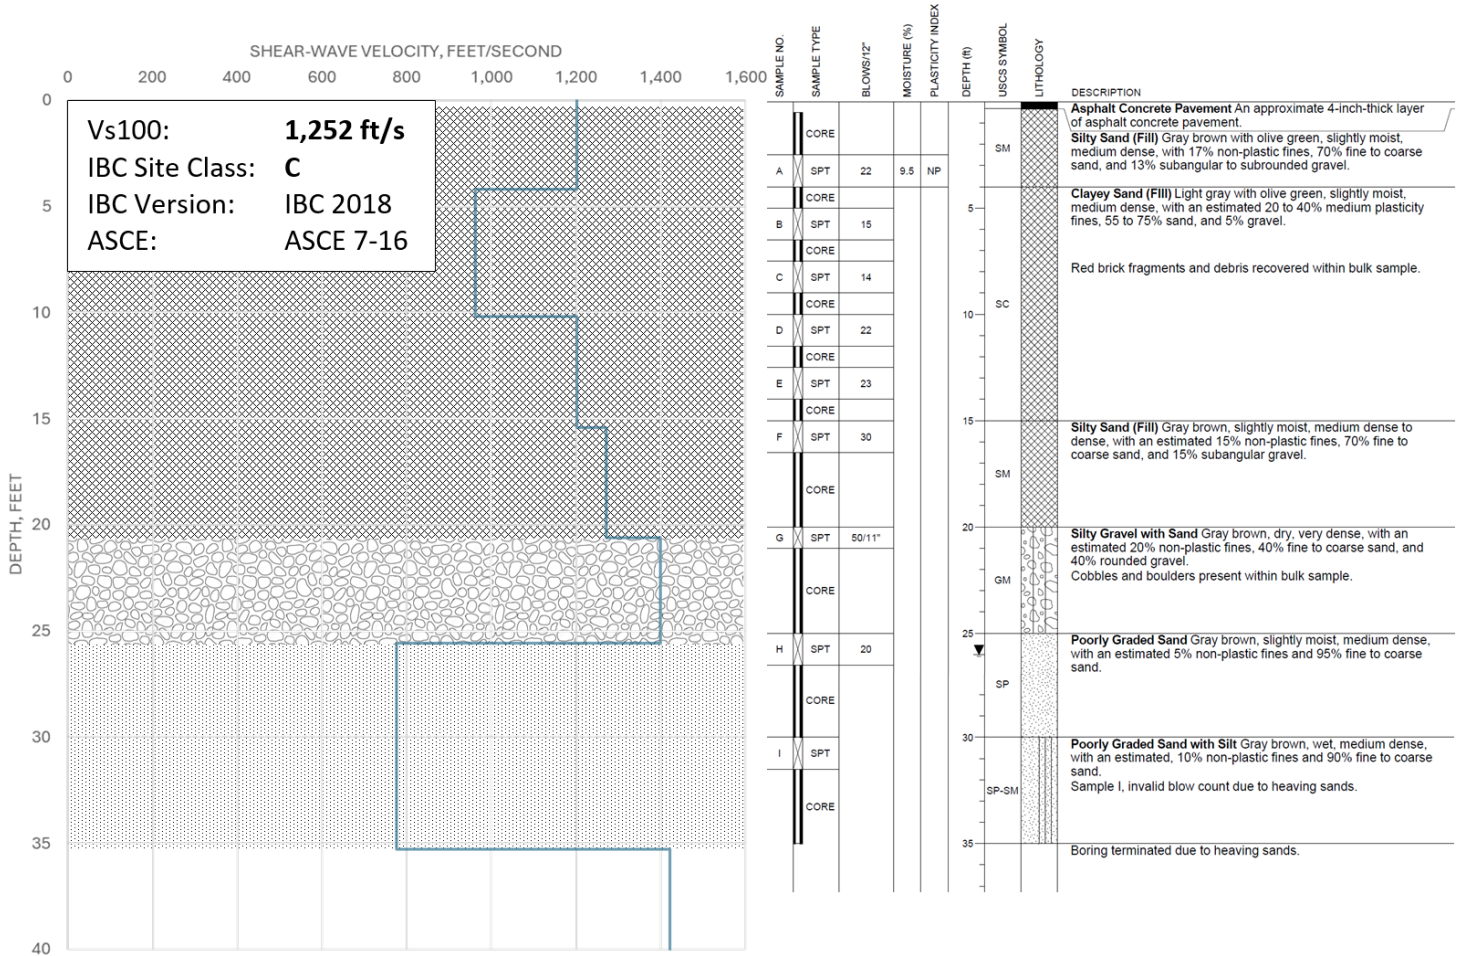 SHEAR-WAVE VELOCITY, FEET/SECOND
0 200 400 600 800 1,000 1,200 1,400 1,600
Vs100: 1,252 ft/s
IBC Site Class: C
IBC Version: IBC 2018
ASCE: ASCE 7-16
DEPTH, FEET
0
5
10
15
20
25
30
35
40
SAMPLE NO.
SAMPLE TYPE
BLOWS/12"
MOISTURE (%)
PLASTICITY INDEX
DEPTH (ft)
USCS SYMBOL
LITHOLOGY
DESCRIPTION
CORE
A SPT 22 9.5 NP
CORE
B SPT 15
CORE
C SPT 14
CORE
D SPT 22
CORE
E SPT 23
CORE
F SPT 30
CORE
G SPT 50/11"
CORE
H SPT 20
CORE
I SPT
CORE
5
10
15
20
25
30
35
SM
SC
SM
GM
SP
SP-SM
Asphalt Concrete Pavement An approximate 4-inch-thick layer
of asphalt concrete pavement.
Silty Sand (Fill) Gray brown with olive green, slightly moist,
medium dense, with 17% non-plastic fines, 70% fine to coarse
sand, and 13% subangular to subrounded gravel.
Clayey Sand (FIll) Light gray with olive green, slightly moist,
medium dense, with an estimated 20 to 40% medium plasticity
fines, 55 to 75% sand, and 5% gravel.
Red brick fragments and debris recovered within bulk sample.
Silty Sand (Fill) Gray brown, slightly moist, medium dense to
dense, with an estimated 15% non-plastic fines, 70% fine to
coarse sand, and 15% subangular gravel.
Silty Gravel with Sand Gray brown, dry, very dense, with an
estimated 20% non-plastic fines, 40% fine to coarse sand, and
40% rounded gravel.
Cobbles and boulders present within bulk sample.
Poorly Graded Sand Gray brown, slightly moist, medium dense,
with an estimated 5% non-plastic fines and 95% fine to coarse
sand.
Poorly Graded Sand with Silt Gray brown, wet, medium dense,
with an estimated, 10% non-plastic fines and 90% fine to coarse
sand.
Sample I, invalid blow count due to heaving sands.
Boring terminated due to heaving sands.